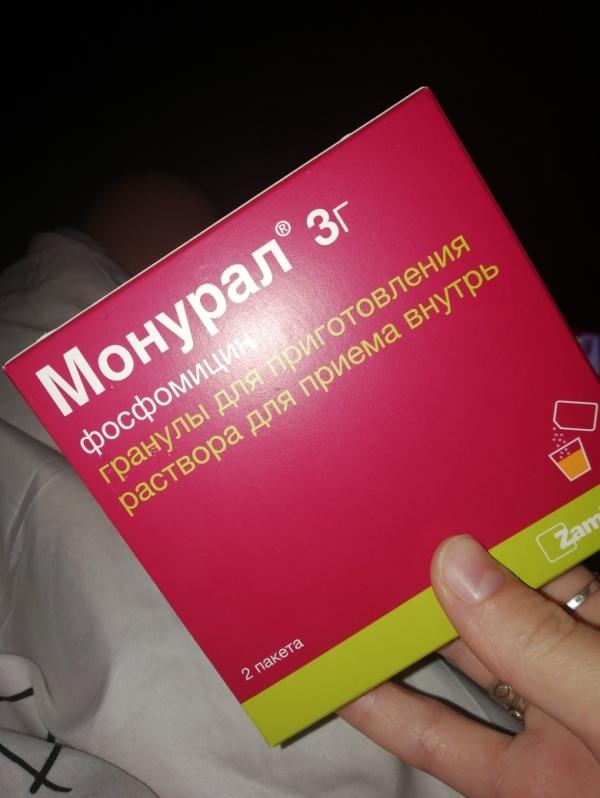 Монурал® 3г
фосфомицин
гранулы для приготовления
раствора для приема внутрь
2 пакета